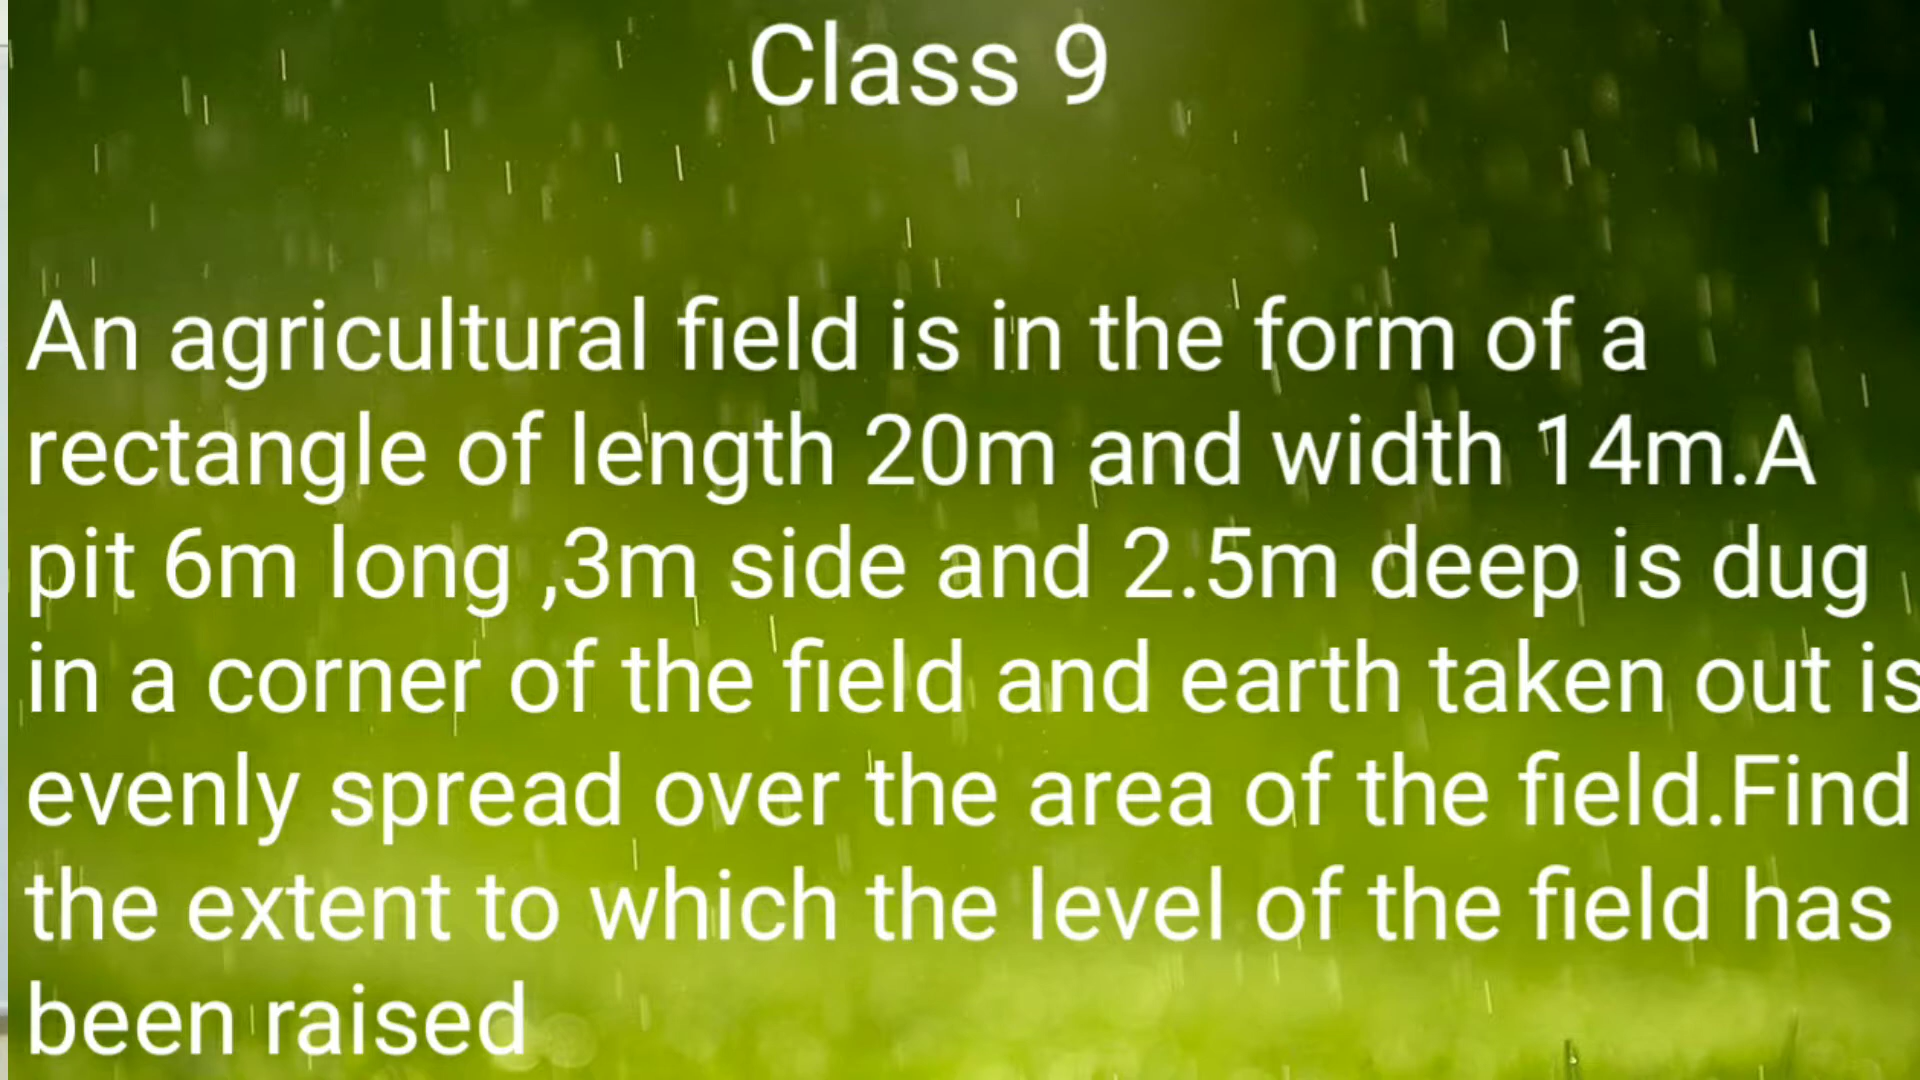 Class 9
An agricultural field is in the form of a
rectangle of length 20m and width 14m.A
pit 6m long ,3m side and 2.5m deep is dug
in a corner of the field and earth taken out is
evenly spread over the area of the field.Find
the extent to which the level of the field has
been raised